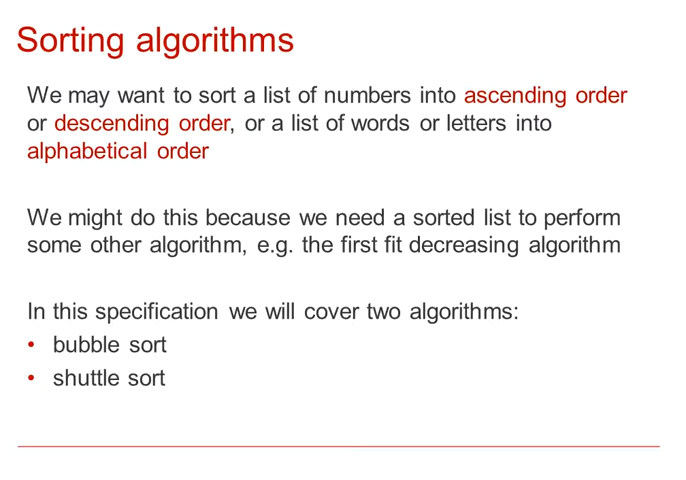 Sorting algorithms
We may want to sort a list of numbers into ascending order
or descending order, or a list of words or letters into
alphabetical order
We might do this because we need a sorted list to perform
some other algorithm, e.g. the first fit decreasing algorithm
In this specification we will cover two algorithms:
• bubble sort
• shuttle sort